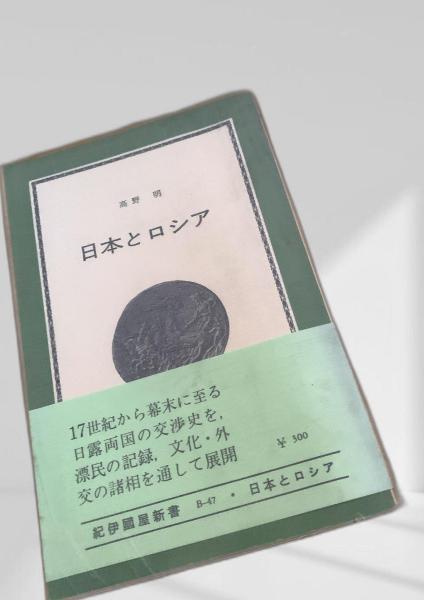 高野 明
日本とロシア
17世紀から幕末に至る
日露両国の交渉史を,
漂民の記録, 文化・外
交の諸相を通して展開
¥ 300
紀伊國屋新書 B-47 • 日本とロシア